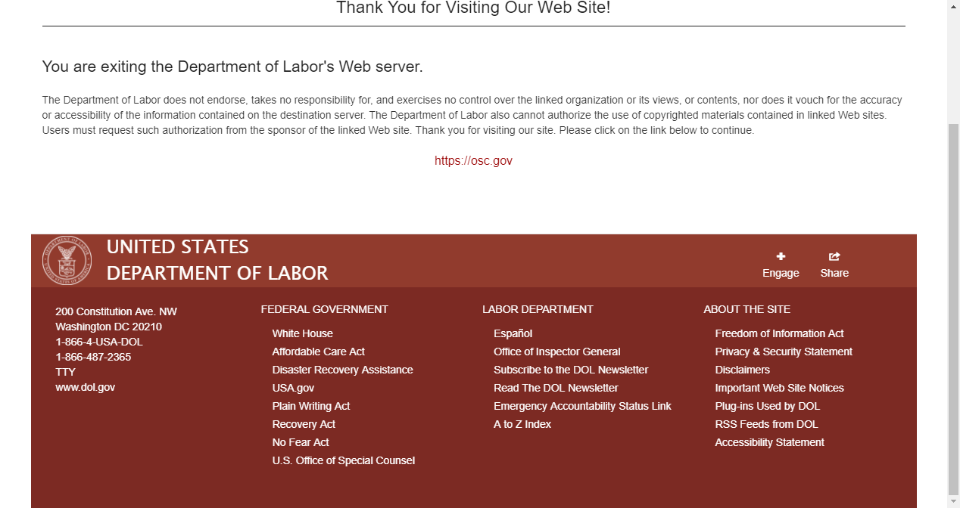 Thank You for Visiting Our Web Site!
You are exiting the Department of Labor's Web server.
The Department of Labor does not endorse, takes no responsibility for, and exercises no control over the linked organization or its views, or contents, nor does it vouch for the accuracy
or accessibility of the information contained on the destination server. The Department of Labor also cannot authorize the use of copyrighted materials contained in linked Web sites.
Users must request such authorization from the sponsor of the linked Web site. Thank you for visiting our site. Please click on the link below to continue.
https://osc.gov
UNITED STATES
DEPARTMENT OF LABOR
Engage
Share
200 Constitution Ave. NW
Washington DC 20210
1-866-4-USA-DOL
1-866-487-2365
TTY
www.dol.gov
FEDERAL GOVERNMENT
White House
Affordable Care Act
Disaster Recovery Assistance
USA.gov
Plain Writing Act
Recovery Act
No Fear Act
U.S. Office of Special Counsel
LABOR DEPARTMENT
Español
Office of Inspector General
Subscribe to the DOL Newsletter
Read The DOL Newsletter
Emergency Accountability Status Link
A to Z Index
ABOUT THE SITE
Freedom of Information Act
Privacy & Security Statement
Disclaimers
Important Web Site Notices
Plug-ins Used by DOL
RSS Feeds from DOL
Accessibility Statement